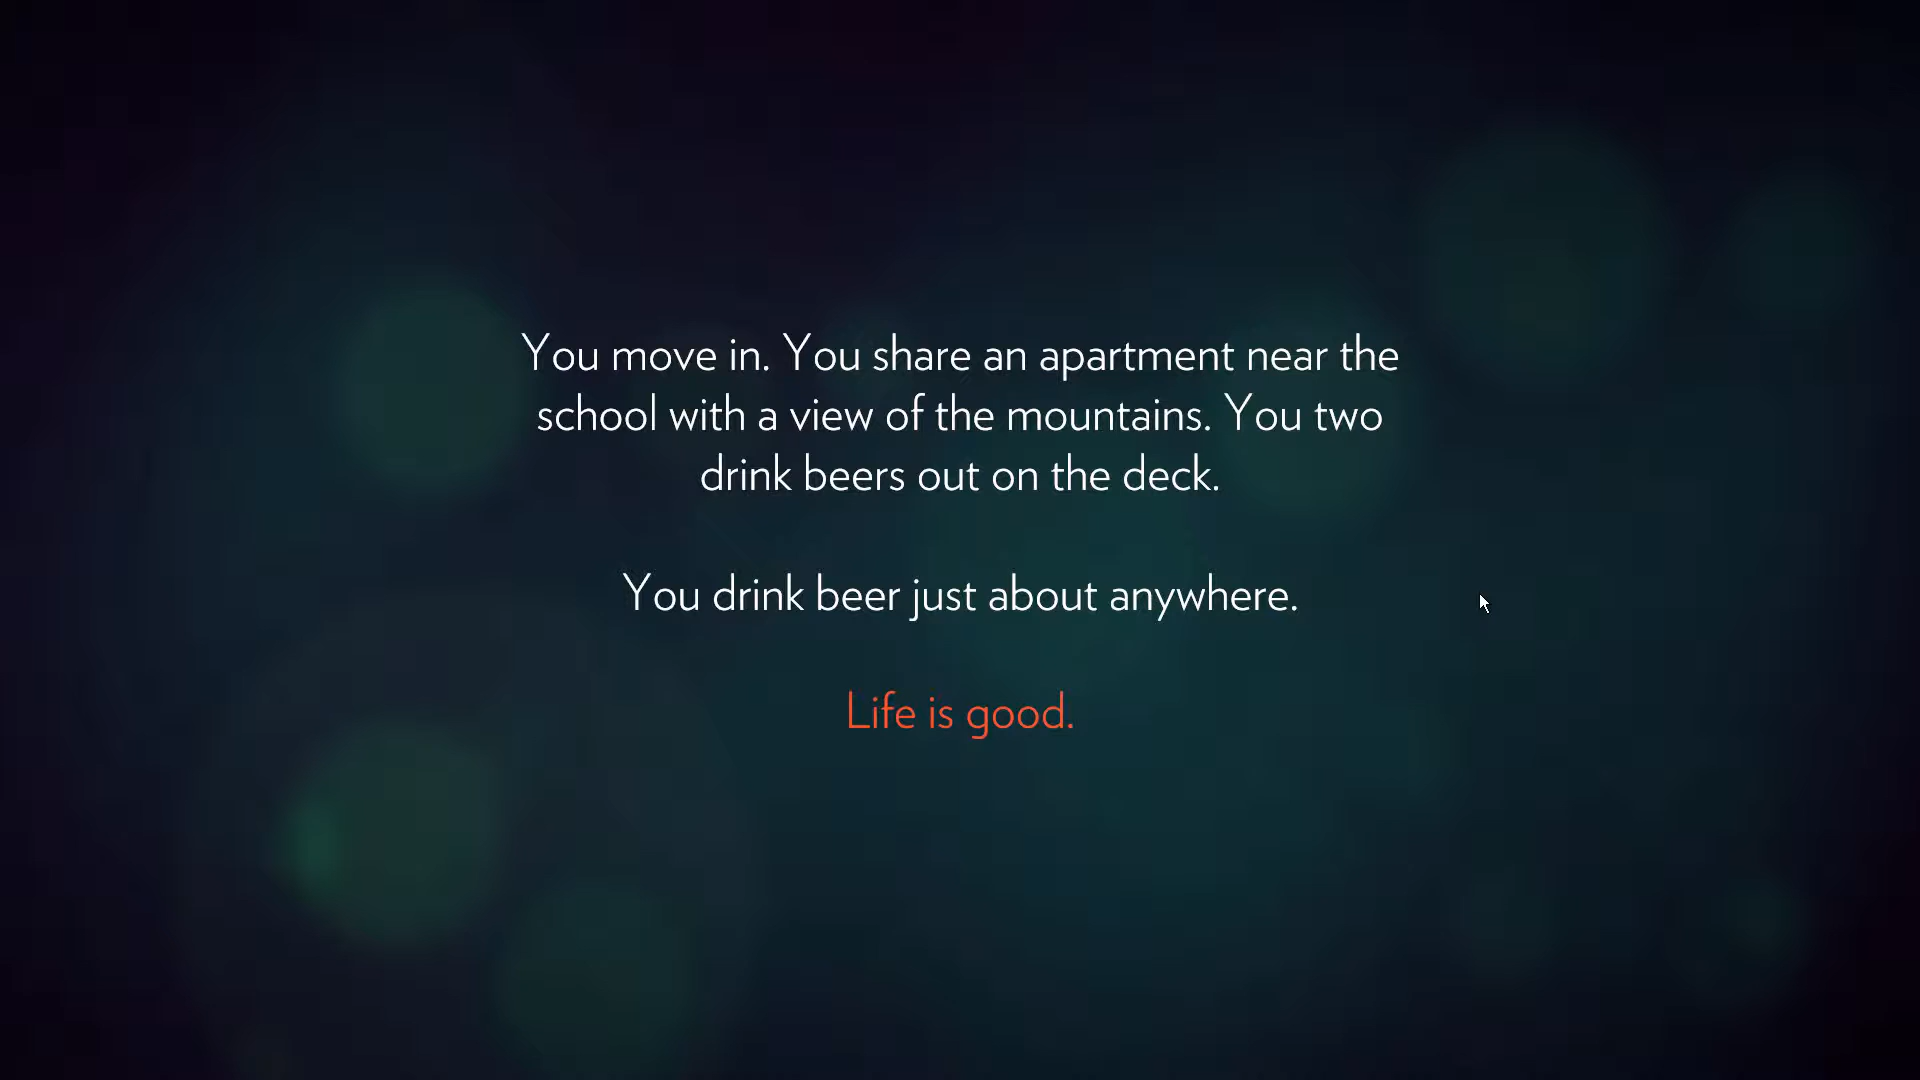 You move in. You share an apartment near the
school with a view of the mountains. You two
drink beers out on the deck.
You drink beer just about anywhere.
Life is good.